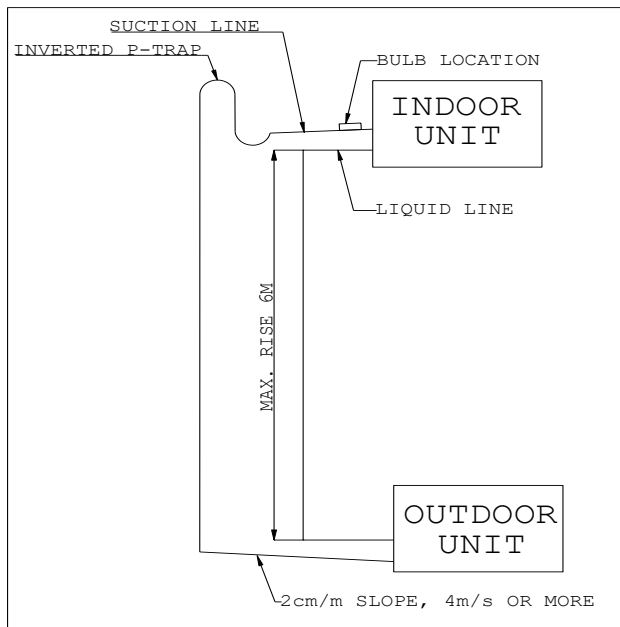 SUCTION LINE
INVERTED P-TRAP
BULB LOCATION
INDOOR
UNIT
LIQUID LINE
MAX. RISE 6M
OUTDOOR
UNIT
2cm/m SLOPE, 4m/s OR MORE